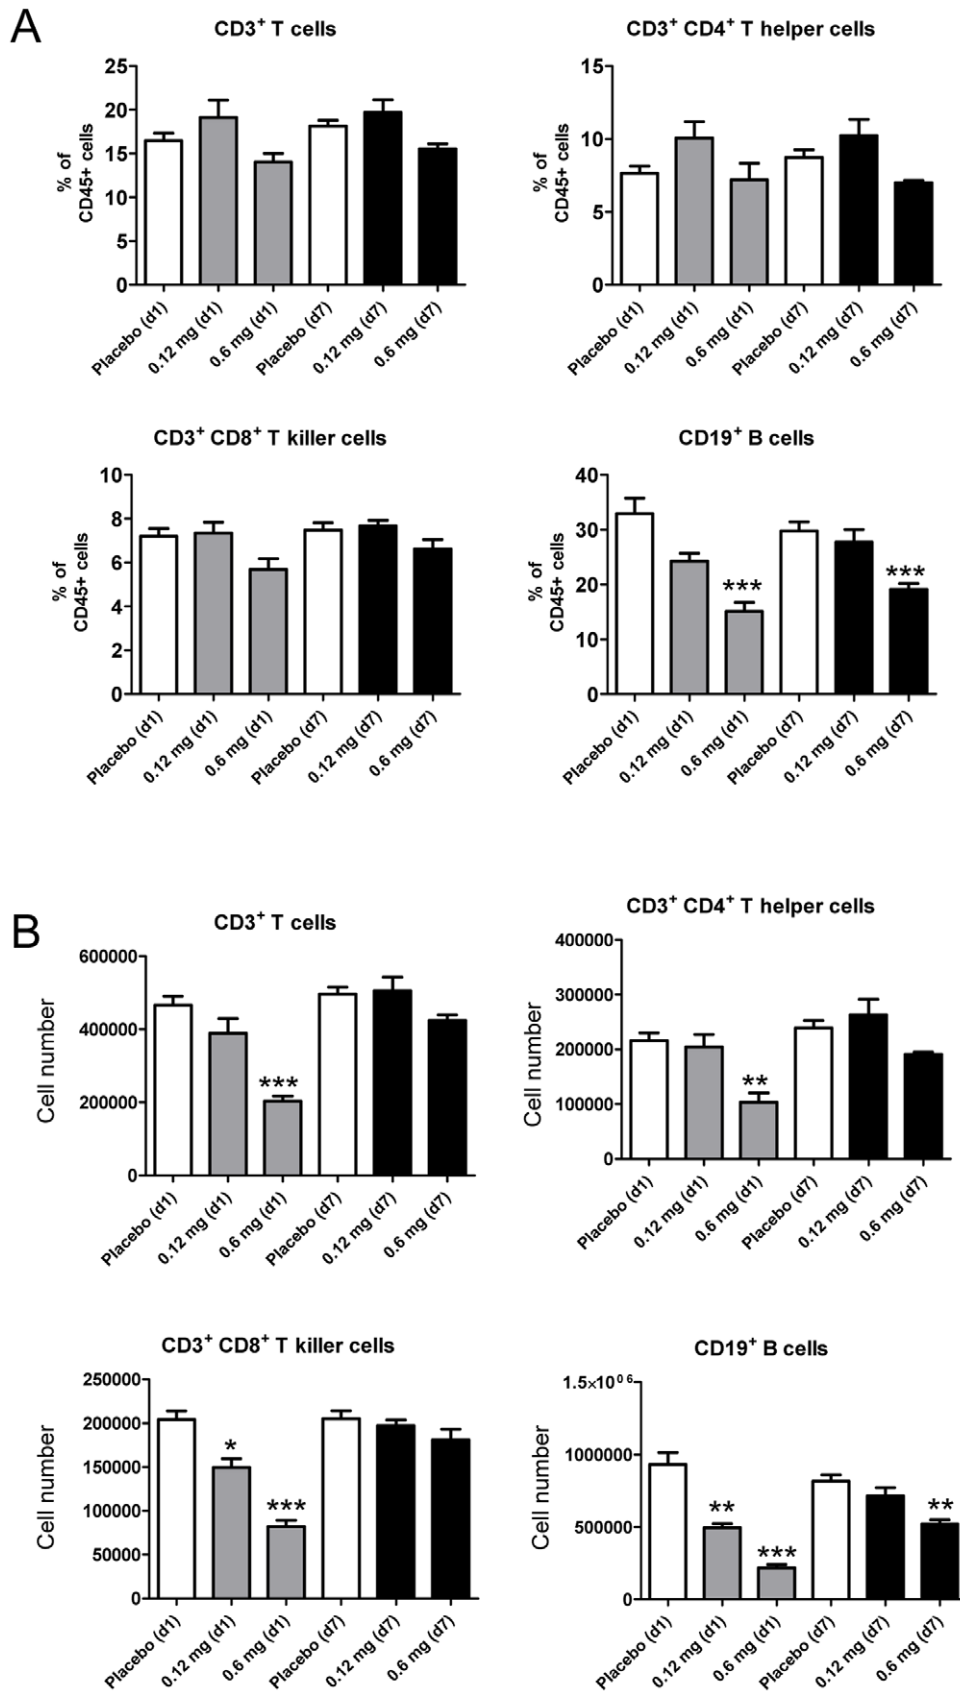 A
CD3+ T cells
% of
CD45+ cells
25
20
15
10
5
0
Placebo (d1)
0.12 mg (d1)
0.6 mg (d1)
Placebo (d7)
0.12 mg (d7)
0.6 mg (d7)
CD3+ CD4+ T helper cells
% of
CD45+ cells
15
10
5
0
Placebo (d1)
0.12 mg (d1)
0.6 mg (d1)
Placebo (d7)
0.12 mg (d7)
0.6 mg (d7)
CD3+ CD8+ T killer cells
% of
CD45+ cells
10
8
6
4
2
0
Placebo (d1)
0.12 mg (d1)
0.6 mg (d1)
Placebo (d7)
0.12 mg (d7)
0.6 mg (d7)
CD19+ B cells
% of
CD45+ cells
40
30
20
10
0
***
***
Placebo (d1)
0.12 mg (d1)
0.6 mg (d1)
Placebo (d7)
0.12 mg (d7)
0.6 mg (d7)
B
CD3+ T cells
Cell number
600000
400000
200000
0
***
Placebo (d1)
0.12 mg (d1)
0.6 mg (d1)
Placebo (d7)
0.12 mg (d7)
0.6 mg (d7)
CD3+ CD4+ T helper cells
Cell number
400000
300000
200000
100000
0
**
Placebo (d1)
0.12 mg (d1)
0.6 mg (d1)
Placebo (d7)
0.12 mg (d7)
0.6 mg (d7)
CD3+ CD8+ T killer cells
Cell number
250000
200000
150000
100000
50000
0
*
***
Placebo (d1)
0.12 mg (d1)
0.6 mg (d1)
Placebo (d7)
0.12 mg (d7)
0.6 mg (d7)
CD19+ B cells
Cell number
1.5×10 06
1000000
500000
0
**
***
**
Placebo (d1)
0.12 mg (d1)
0.6 mg (d1)
Placebo (d7)
0.12 mg (d7)
0.6 mg (d7)